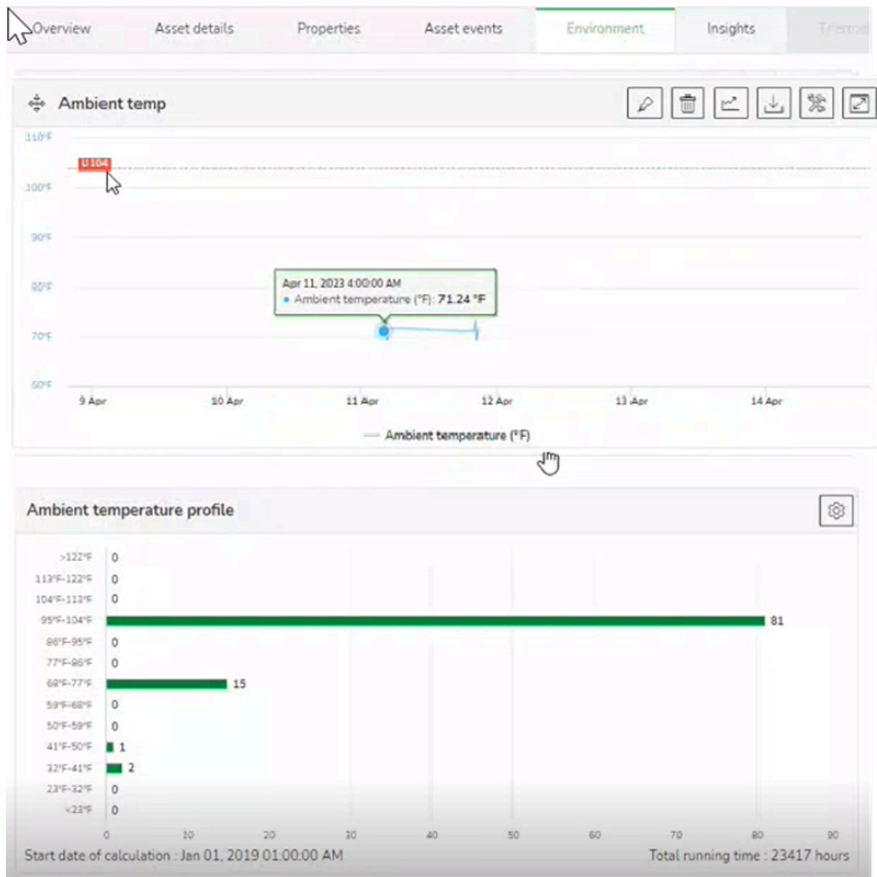 Overview Asset details Properties Asset events Environment Insights
Ambient temp
110°F
U 104
100°F
90°F
80°F
Apr 11, 2023 4:00:00 AM
Ambient temperature (°F): 71.24 °F
70°F
60°F
9 Apr 10 Apr 11 Apr 12 Apr 13 Apr 14 Apr
Ambient temperature (°F)
Ambient temperature profile
>122°F 0
113°F-122°F 0
104°F-113°F 0
95°F-104°F 81
86°F-95°F 0
77°F-86°F 0
68°F-77°F 15
59°F-68°F 0
50°F-59°F 0
41°F-50°F 1
32°F-41°F 2
23°F-32°F 0
<23°F 0
0 10 20 30 40 50 60 70 80 90
Start date of calculation : Jan 01, 2019 01:00:00 AM Total running time : 23417 hours